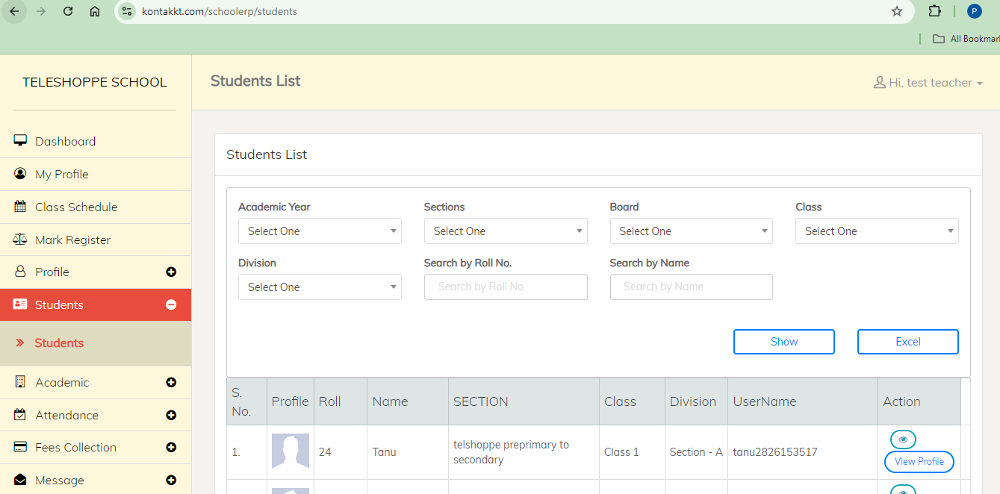 kontakkt.com/schoolerp/students
P
All Bookmar
TELESHOPPE SCHOOL
Students List
Hi, test teacher
Dashboard
My Profile
Class Schedule
Mark Register
Profile
Students
Students
Academic
Attendance
Fees Collection
Message
Students List
Academic Year Sections Board Class
Select One Select One Select One Select One
Division Search by Roll No. Search by Name
Select One Search by Roll No Search by Name
Show Excel
S. No. Profile Roll Name SECTION Class Division UserName Action
1. 24 Tanu telshoppe preprimary to secondary Class 1 Section - A tanu2826153517
View Profile